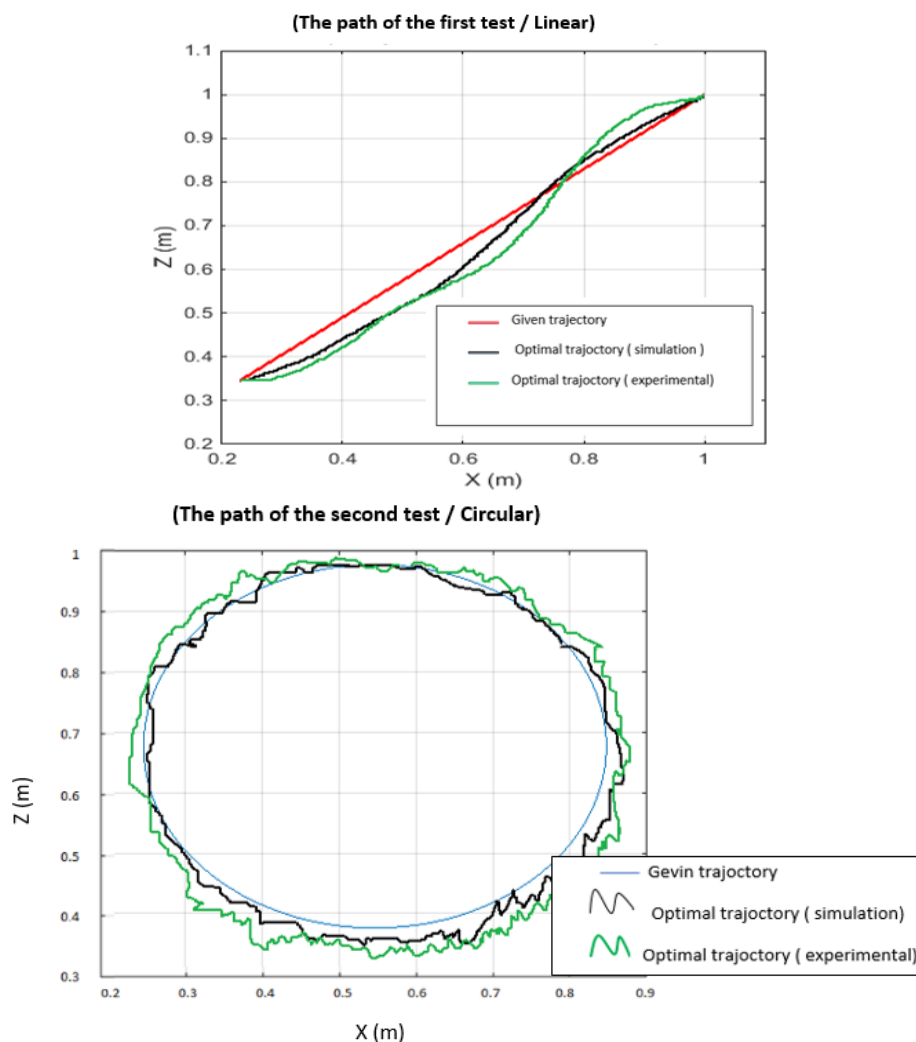 (The path of the first test / Linear)
1.1
1
0.9
0.8
0.7
0.6
0.5
0.4
0.3
0.2
Z (m)
Given trajectory
Optimal trajoctory ( simulation )
Optimal trajoctory ( experimental)
0.2 0.4 0.6 0.8 1
X (m)
(The path of the second test / Circular)
1
0.9
0.8
0.7
0.6
0.5
0.4
0.3
Z (m)
Gevin trajectory
Optimal trajectory ( simulation)
Optimal trajectory ( experimental)
0.2 0.3 0.4 0.5 0.6 0.7 0.8 0.9
X (m)